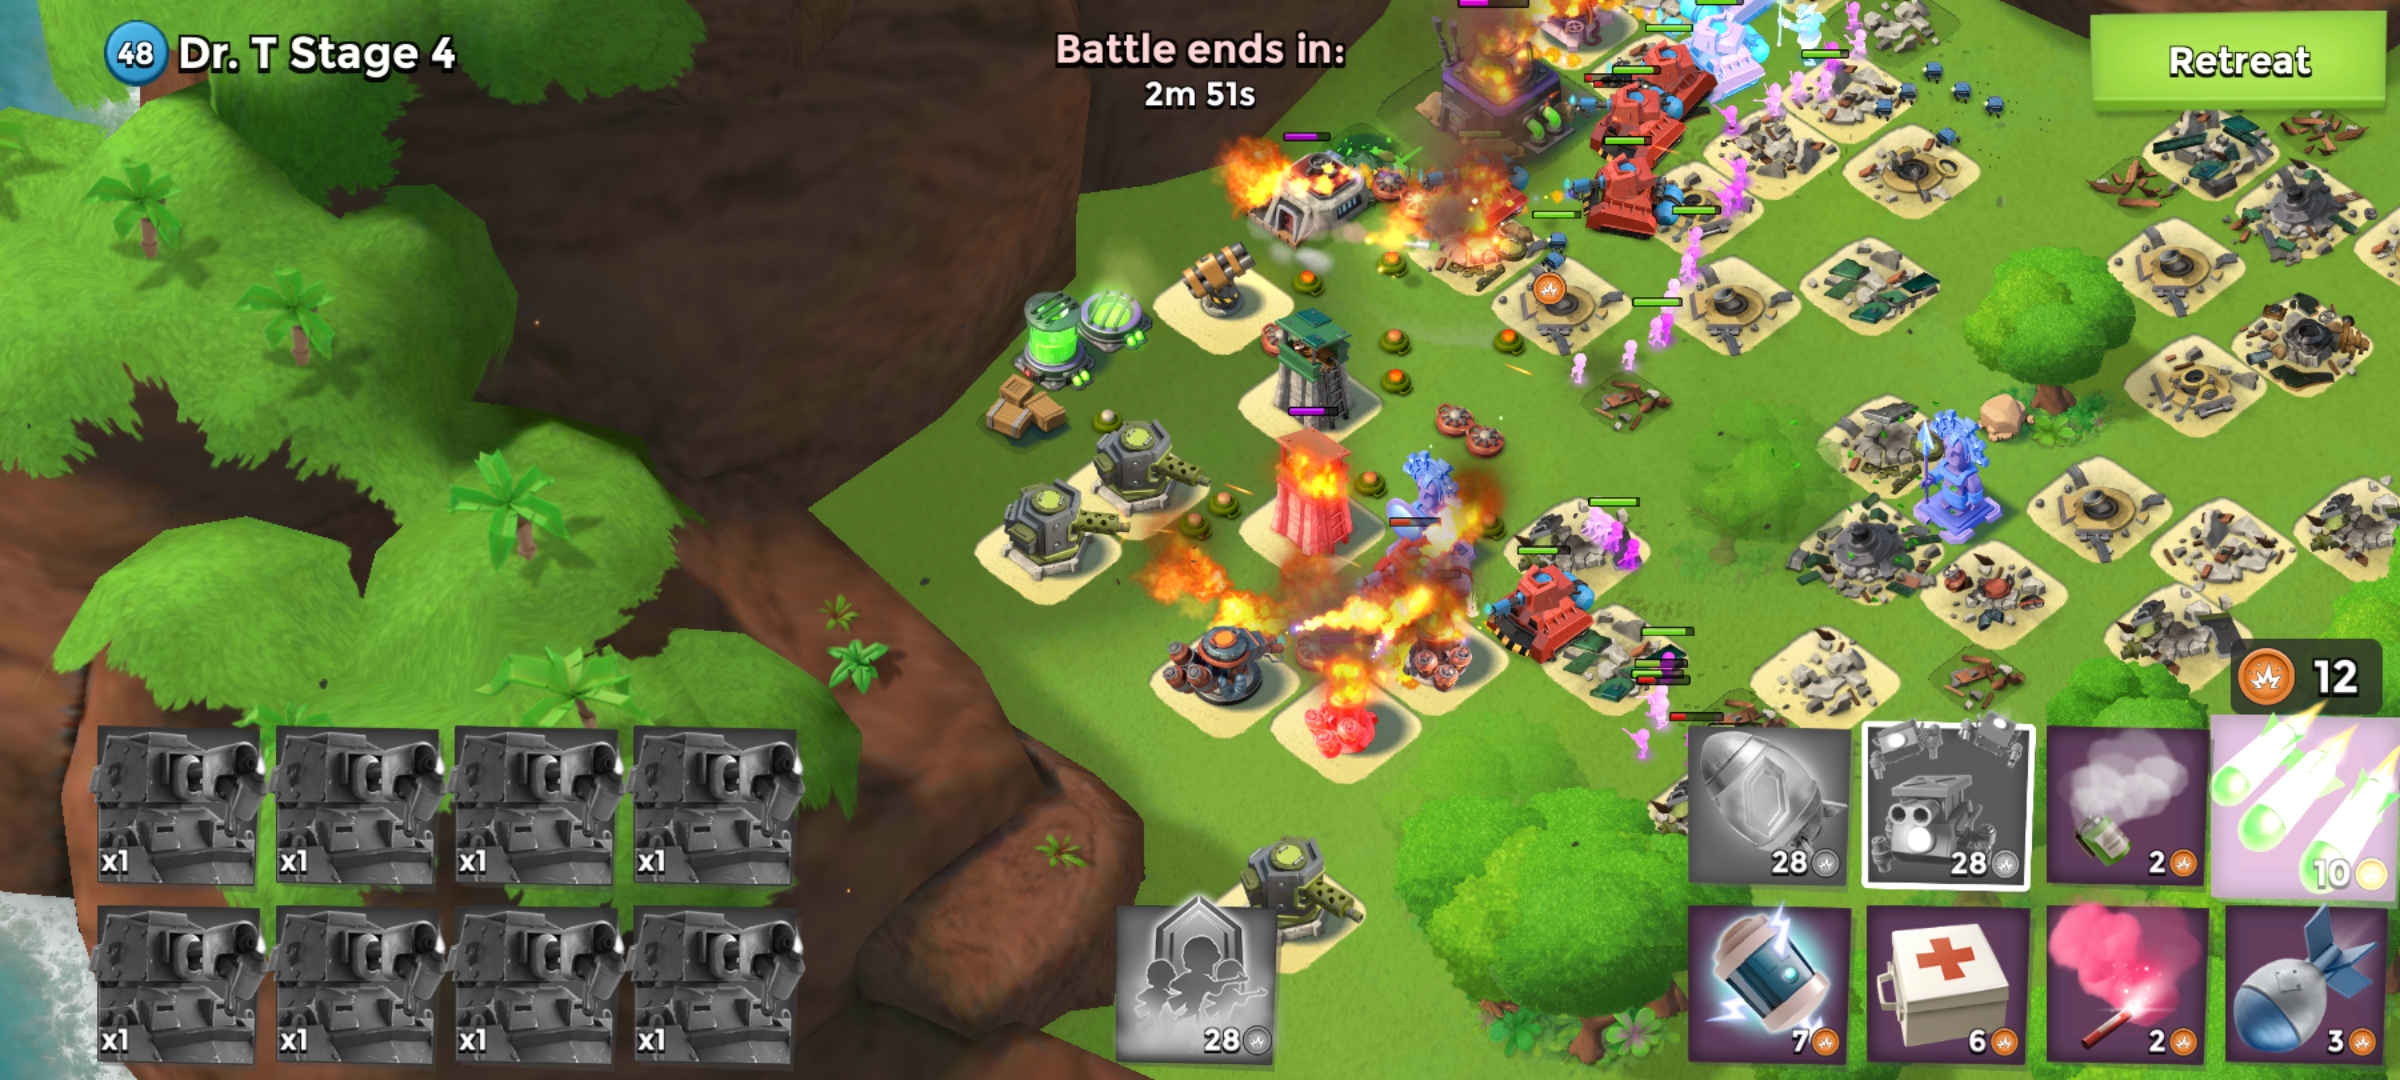 48 Dr. T Stage 4
Battle ends in:
2m 51s
Retreat
12
x1 x1 x1 x1
28 28 2 10
x1 x1 x1 x1
28
7 6 2 3